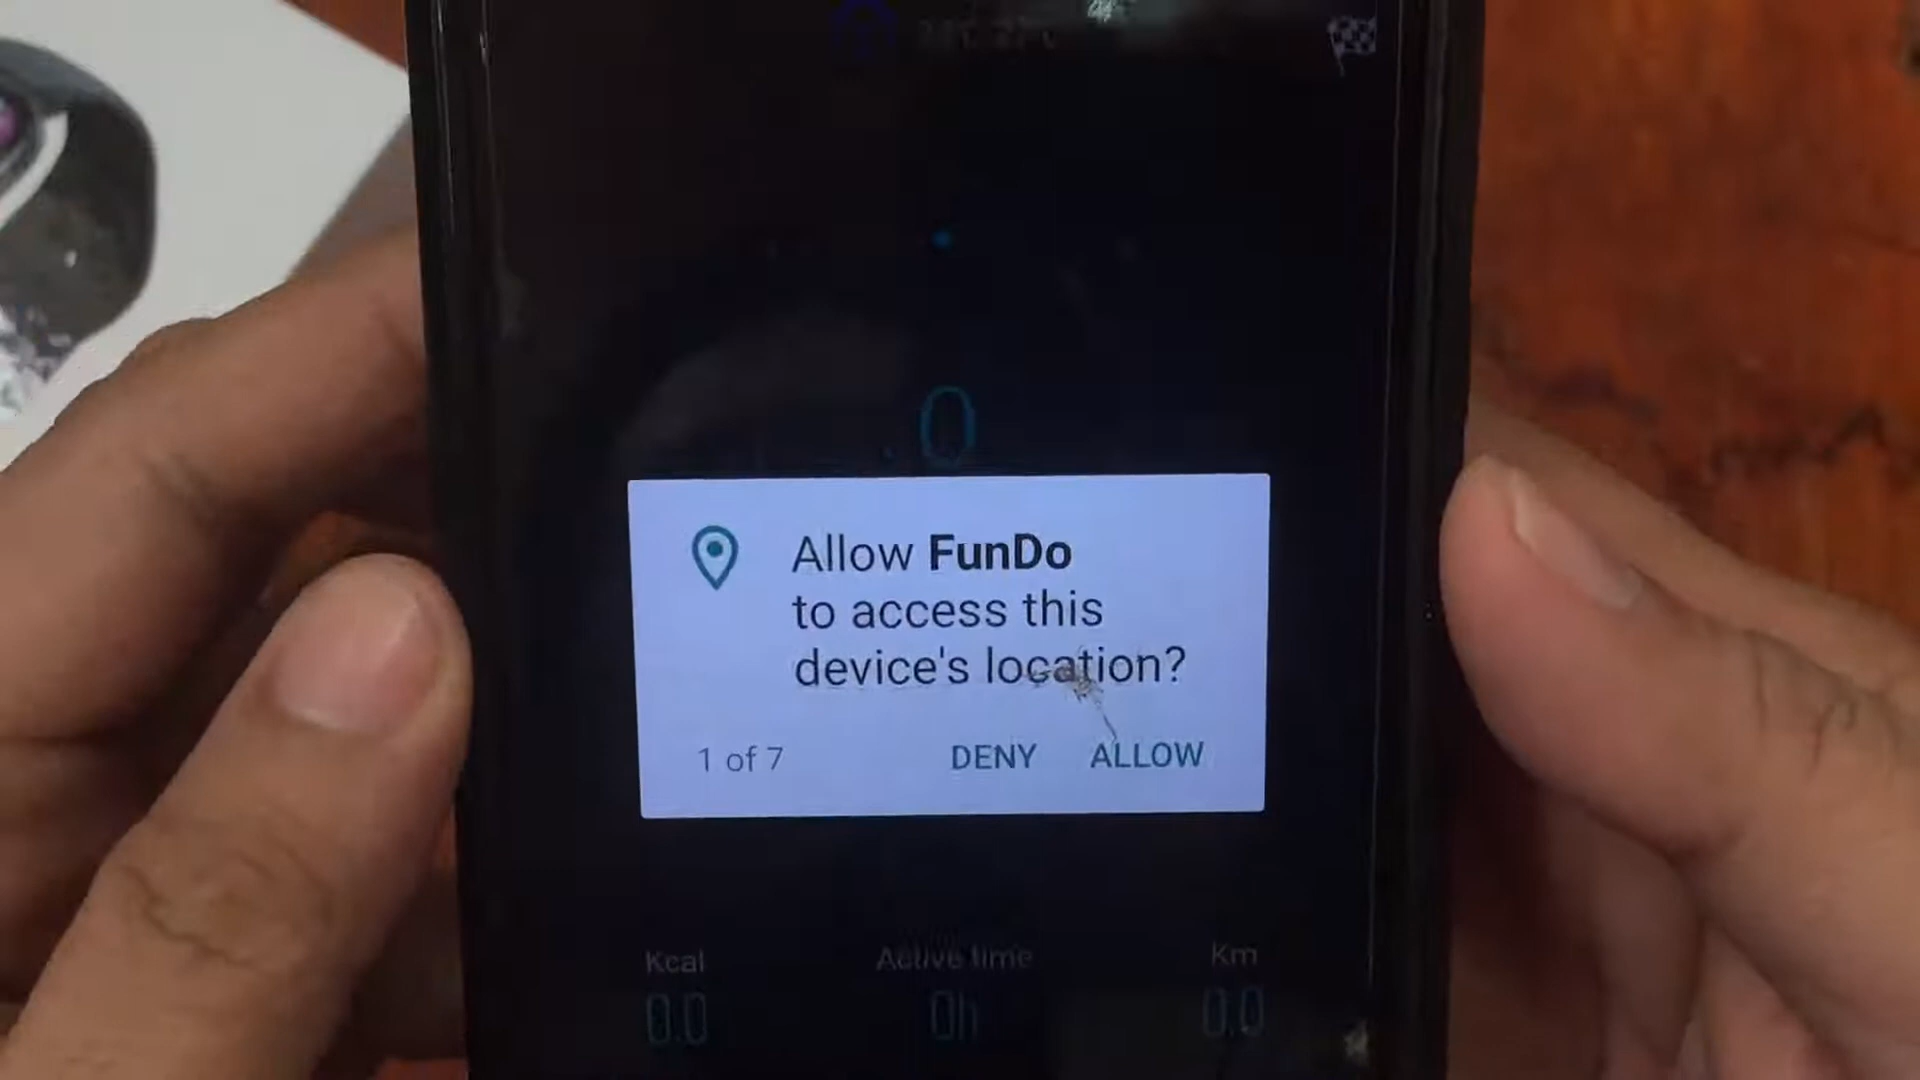 0
Allow FunDo
to access this
device's location?
1 of 7 DENY ALLOW
Kcal Active time Km
0.0 0h 0.0